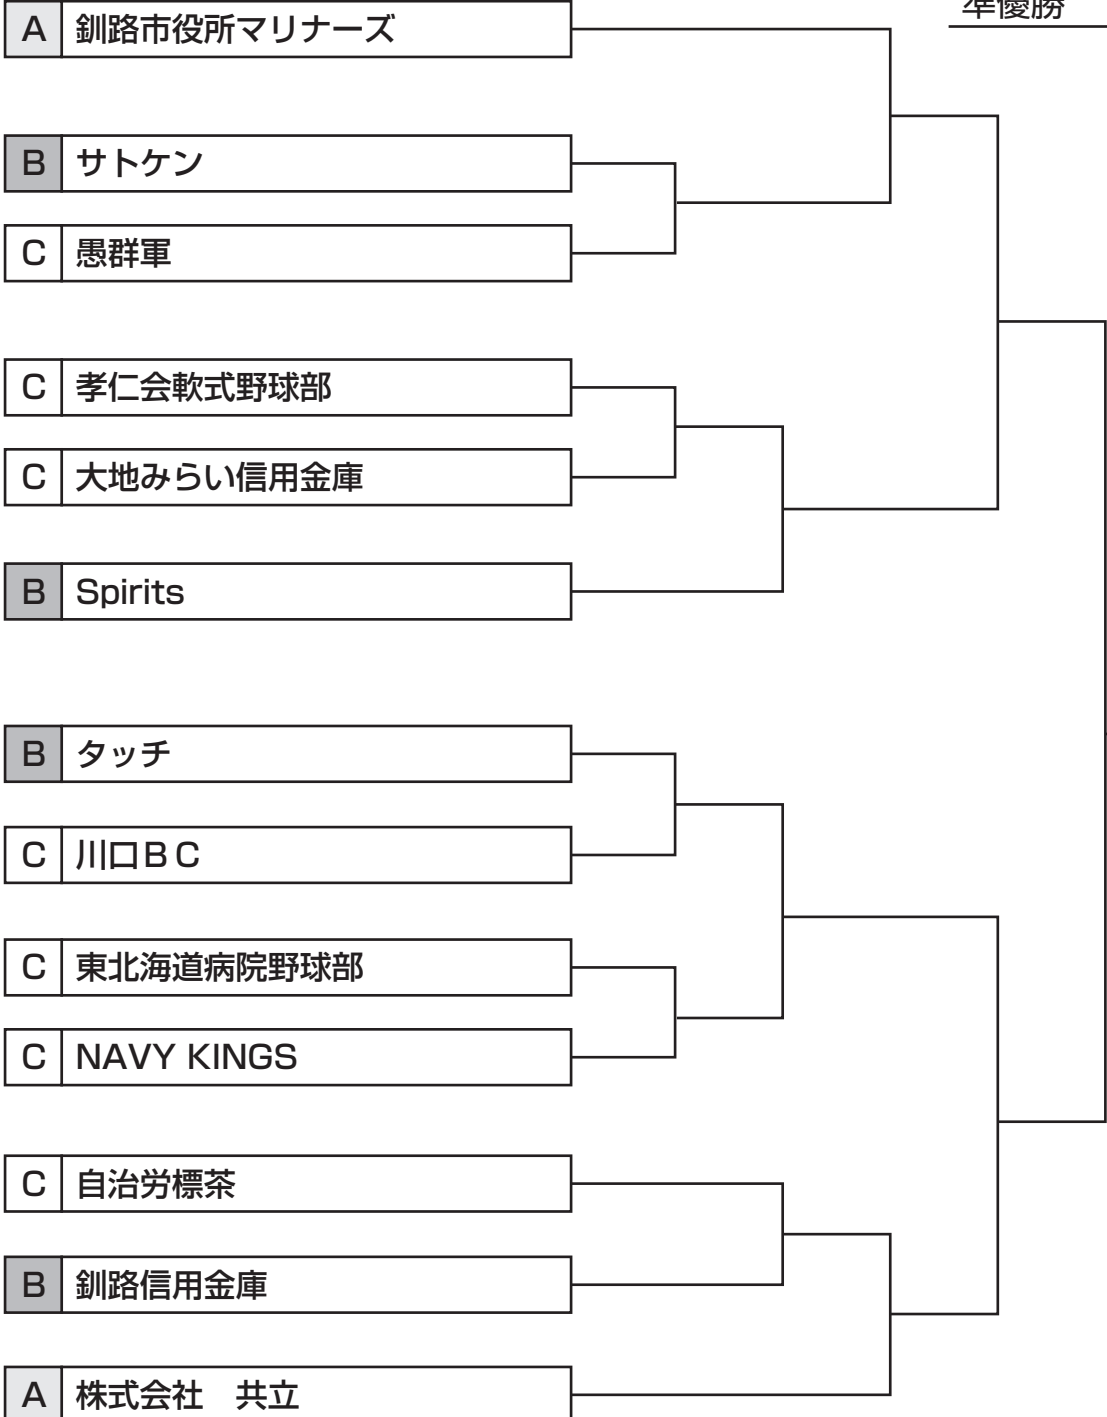 準優勝
A 釧路市役所マリナーズ
B サトケン
C 愚群軍
C 孝仁会軟式野球部
C 大地みらい信用金庫
B Spirits
B タッチ
C 川口BC
C 東北海道病院野球部
C NAVY KINGS
C 自治労標茶
B 釧路信用金庫
A 株式会社　共立